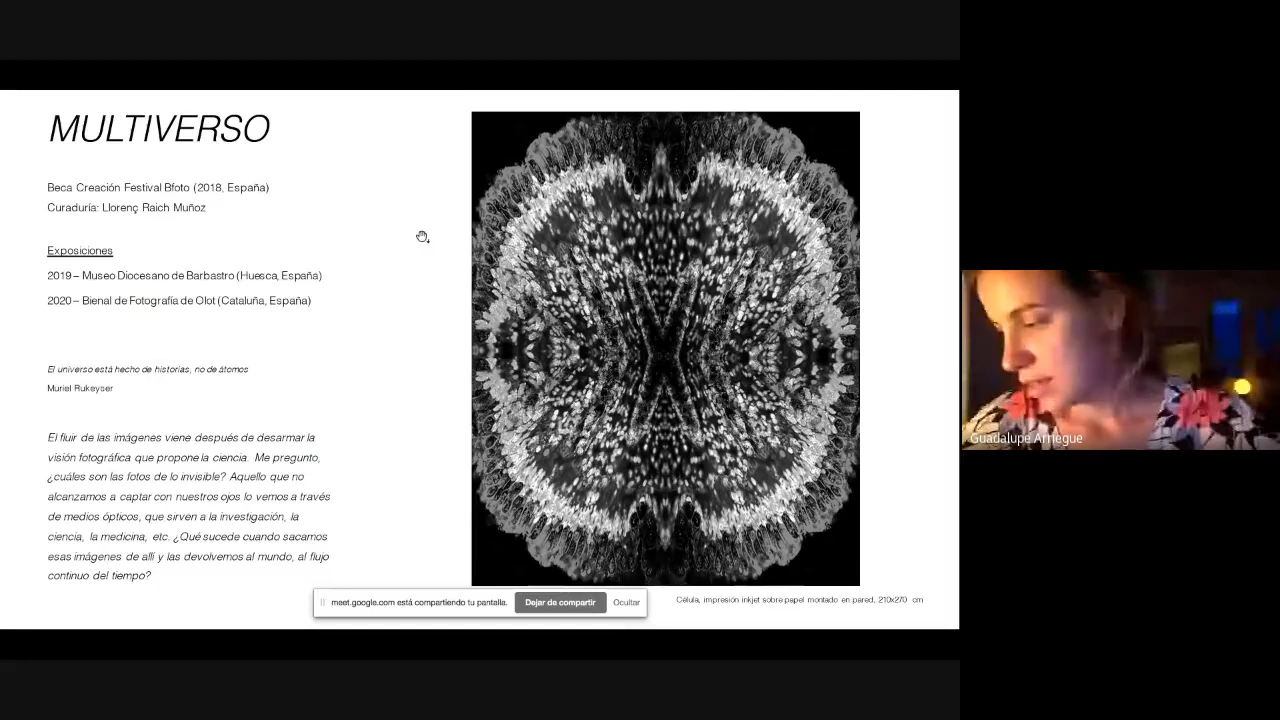 MULTIVERSO
Beca Creación Festival Bfoto (2018, España)
Curaduría: Llorenç Raich Muñoz
Exposiciones
2019 – Museo Diocesano de Barbastro (Huesca, España)
2020 – Bienal de Fotografía de Olot (Cataluña, España)
El universo está hecho de historias, no de átomos
Muriel Rukeyser
El fluir de las imágenes viene después de desarmar la
visión fotográfica que propone la ciencia. Me pregunto,
¿cuáles son las fotos de lo invisible? Aquello que no
alcanzamos a captar con nuestros ojos lo vemos a través
de medios ópticos, que sirven a la investigación, la
ciencia, la medicina, etc. ¿Qué sucede cuando sacamos
esas imágenes de allí y las devolvemos al mundo, al flujo
continuo del tiempo?
Célula, impresión inkjet sobre papel montado en pared, 210x270 cm
meet.google.com está compartiendo tu pantalla.
Dejar de compartir
Ocultar
Guadalupe Arriegue